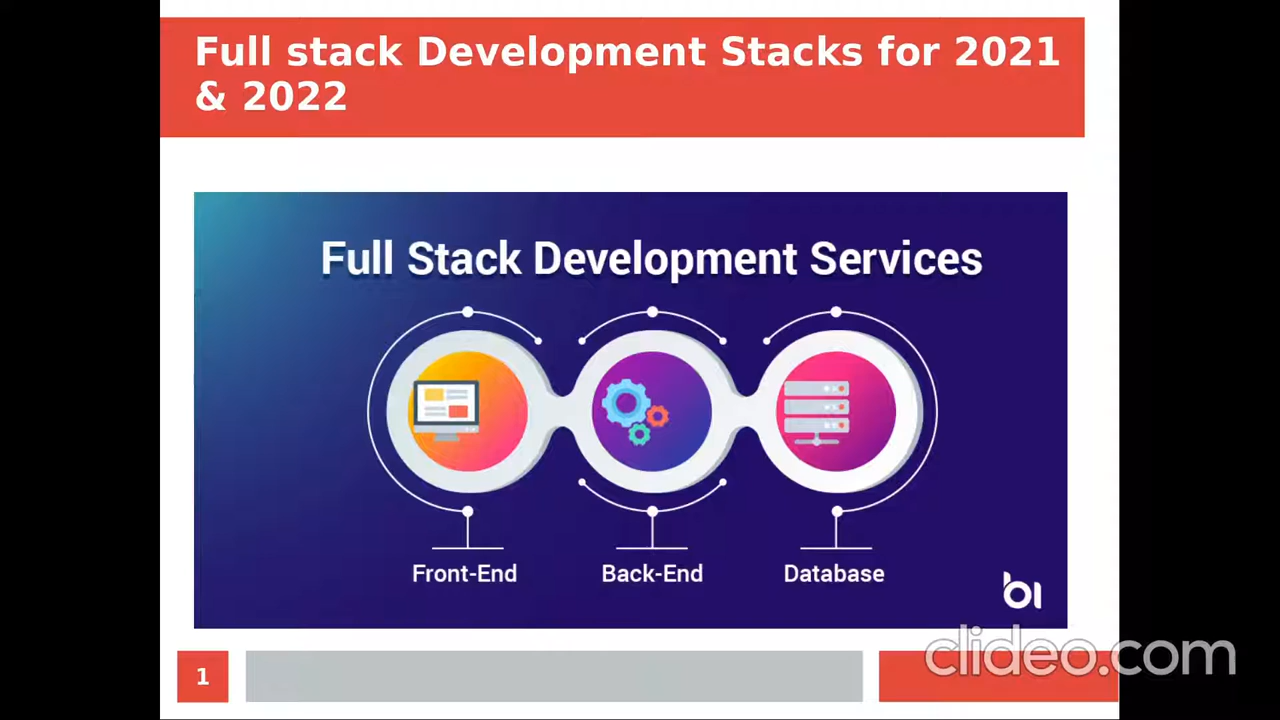 Full stack Development Stacks for 2021
& 2022
Full Stack Development Services
Front-End
Back-End
Database
bi
1
clideo.com